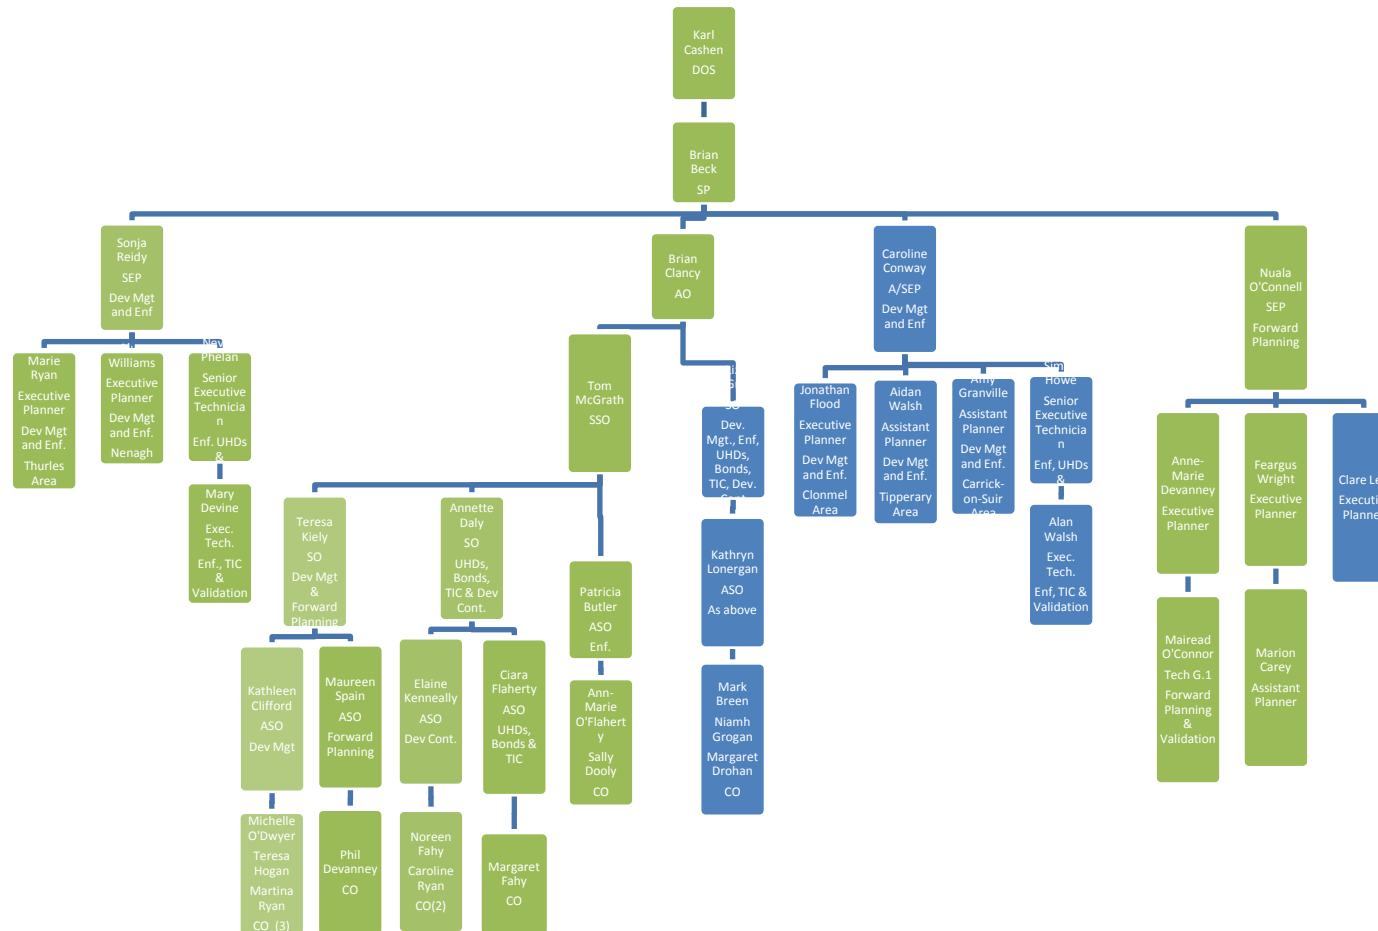 Karl
Cashen
DOS
Brian
Beck
SP
Sonja
Reidy
SEP
Dev Mgt
and Enf
Brian
Clancy
AO
Caroline
Conway
A/SEP
Dev Mgt
and Enf
Nuala
O'Connell
SEP
Forward
Planning
Marie
Ryan
Executive
Planner
Dev Mgt
and Enf.
Thurles
Area
Williams
Executive
Planner
Dev Mgt
and Enf.
Nenagh
Phelan
Senior
Executive
Technicia
n
Enf. UHDs
&
Mary
Devine
Exec.
Tech.
Enf., TIC
&
Validation
Tom
McGrath
SSO
SO
Dev.
Mgt., Enf,
UHDs,
Bonds,
TIC, Dev.
Cont.
Kathryn
Lonergan
ASO
As above
Mark
Breen
Niamh
Grogan
Margaret
Drohan
CO
Jonathan
Flood
Executive
Planner
Dev Mgt
and Enf.
Clonmel
Area
Aidan
Walsh
Assistant
Planner
Dev Mgt
and Enf.
Tipperary
Area
Amy
Granville
Assistant
Planner
Dev Mgt
and Enf.
Carrick-
on-Suir
Area
Howe
Senior
Executive
Technicia
n
Enf, UHDs
&
Alan
Walsh
Exec.
Tech.
Enf, TIC &
Validation
Anne-
Marie
Devanney
Executive
Planner
Feargus
Wright
Executive
Planner
Clare
Mairead
O'Connor
Tech G.1
Forward
Planning
&
Validation
Marion
Carey
Assistant
Planner
Teresa
Kiely
SO
Dev Mgt
&
Forward
Planning
Annette
Daly
SO
UHDs,
Bonds,
TIC & Dev
Cont.
Patricia
Butler
ASO
Enf.
Ann-
Marie
O'Flahert
y
Sally
Dooly
CO
Kathleen
Clifford
ASO
Dev Mgt
Maureen
Spain
ASO
Forward
Planning
Elaine
Kenneally
ASO
Dev Cont.
Ciara
Flaherty
ASO
UHDs,
Bonds &
TIC
Michelle
O'Dwyer
Teresa
Hogan
Martina
Ryan
CO (3)
Phil
Devanney
CO
Noreen
Fahy
Caroline
Ryan
CO(2)
Margaret
Fahy
CO